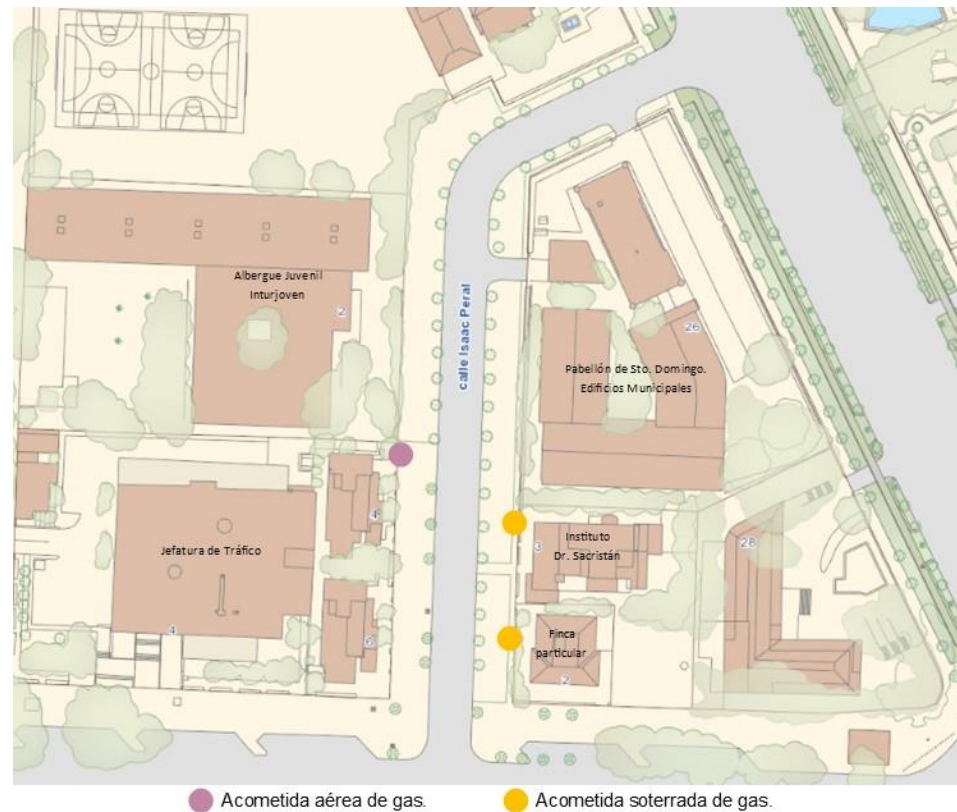 Albergue Juvenil
Inturjoven
2
calle Isaac Peral
26
Pabellón de Sto. Domingo.
Edificios Municipales
4
Jefatura de Tráfico
3
Instituto
Dr. Sacristán
28
4
6
Finca
particular
2
Acometida aérea de gas.
Acometida soterrada de gas.